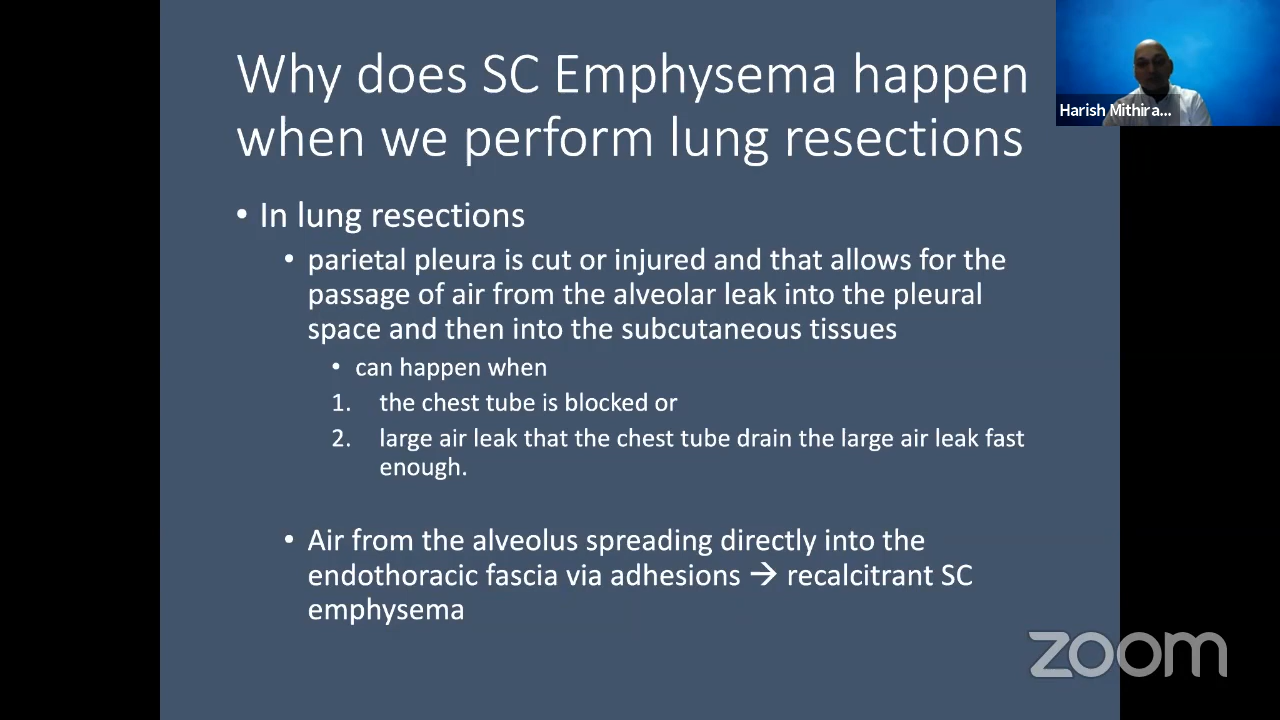 Why does SC Emphysema happen
when we perform lung resections
Harish Mithira...
• In lung resections
• parietal pleura is cut or injured and that allows for the
passage of air from the alveolar leak into the pleural
space and then into the subcutaneous tissues
• can happen when
1. the chest tube is blocked or
2. large air leak that the chest tube drain the large air leak fast
enough.
• Air from the alveolus spreading directly into the
endothoracic fascia via adhesions → recalcitrant SC
emphysema
zoom